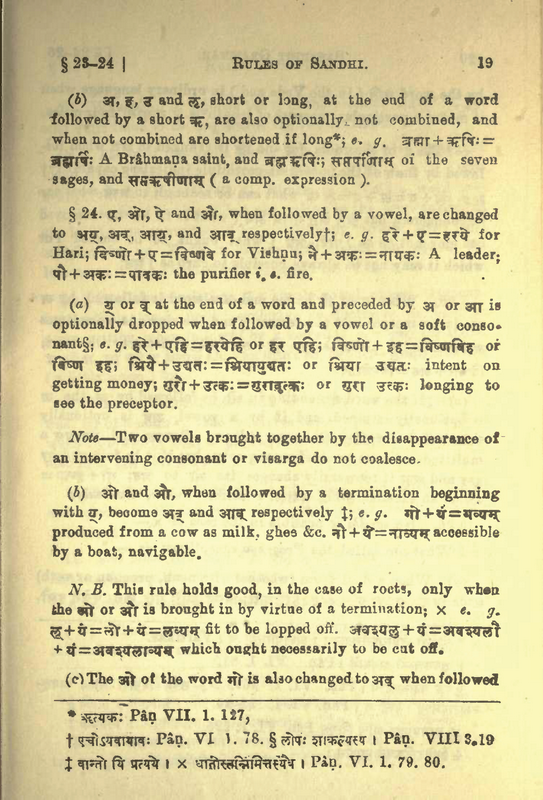 § 23–24 | RULES OF SANDHI. 19
(b) अ, इ, उ and लृ, short or long, at the end of a word
followed by a short ऋ, are also optionally not combined, and
when not combined are shortened if long*; e. g. ब्रह्मा + ऋषिः =
ब्रह्मर्षिः A Brâhmaṇa saint, and ब्रह्मऋषिः; सप्तर्षीणाम् of the seven
sages, and सप्तऋषीणाम् ( a comp. expression ).
§ 24. ए, ओ, ऐ and औ, when followed by a vowel, are changed
to अय्, अव्, आय्, and आव् respectively†; e. g. हरे + ए=हरये for
Hari; विष्णो + ए=विष्णवे for Vishṇu; नै + अकः=नायकः A leader;
पौ + अकः=पावकः the purifier i. e. fire.
(a) य् or व् at the end of a word and preceded by अ or आ is
optionally dropped when followed by a vowel or a soft conso-
nant§; e. g. हरे + एहि=हरयेहि or हर एहि; विष्णो + इह=विष्णविह or
विष्ण इह; श्रियै + उद्यतः=श्रियायुद्यतः or श्रिया उद्यतः intent on
getting money; गुरौ + उत्कः=गुरावुत्कः or गुरा उत्कः longing to
see the preceptor.
Note—Two vowels brought together by the disappearance of
an intervening consonant or visarga do not coalesce.
(b) ओ and औ, when followed by a termination beginning
with य्, become अव् and आव् respectively ‡; e. g. गो + यं=गव्यम्
produced from a cow as milk, ghee &c. नौ + यं=नाव्यम् accessible
by a boat, navigable.
N. B. This rule holds good, in the case of roots, only when
the ओ or औ is brought in by virtue of a termination; × e. g.
लू + यं=लो + यं=लव्यम् fit to be lopped off. अवश्यलु + यं=अवश्यलौ
+ यं=अवश्यलाव्यम् which ought necessarily to be cut off.
(c) The ओ of the word गो is also changed to अव् when followed
* ऋत्यकः Pâṇ VII. 1. 127,
† एचोऽयवायावः Pâṇ. VI 1. 78. § लोपः शाकल्यस्य । Pâṇ. VIII 3.19
‡ वान्तो यि प्रत्यये । × धातोस्तन्निमित्तस्यैव । Pâṇ. VI. 1. 79. 80.